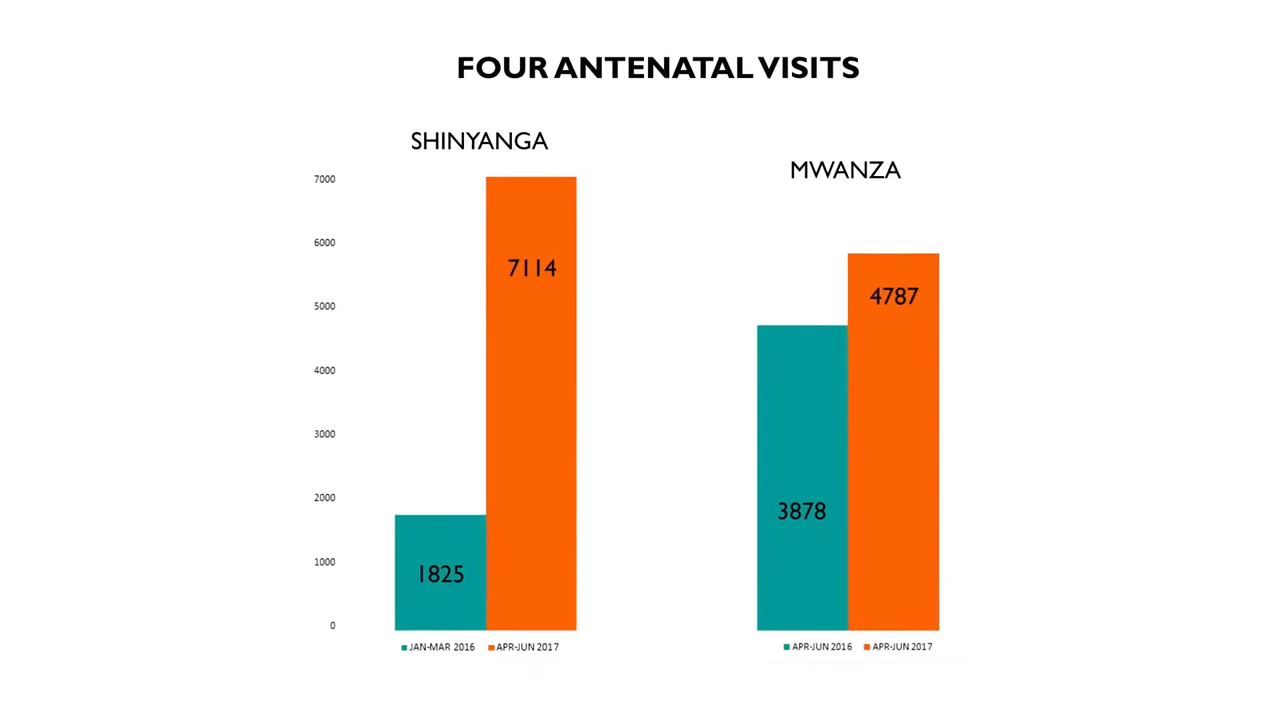 FOUR ANTENATAL VISITS
SHINYANGA
MWANZA
7000
6000
5000
4000
3000
2000
1000
0
7114
1825
4787
3878
JAN-MAR 2016 APR-JUN 2017
APR-JUN 2016 APR-JUN 2017